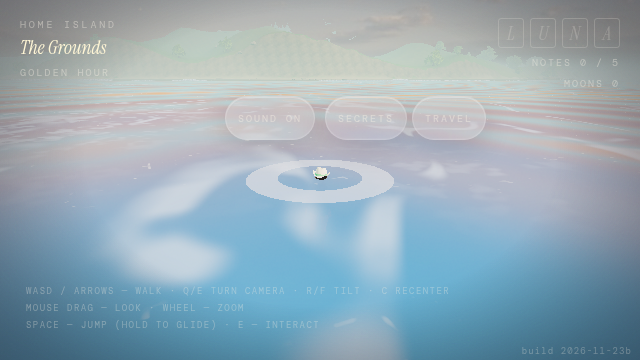 HOME ISLAND
The Grounds
GOLDEN HOUR
L U N A
NOTES 0 / 5
MOONS 0
SOUND ON
SECRETS
TRAVEL
WASD / ARROWS — WALK · Q/E TURN CAMERA · R/F TILT · C RECENTER
MOUSE DRAG — LOOK · WHEEL — ZOOM
SPACE — JUMP (HOLD TO GLIDE) · E — INTERACT
build 2026-11-23b